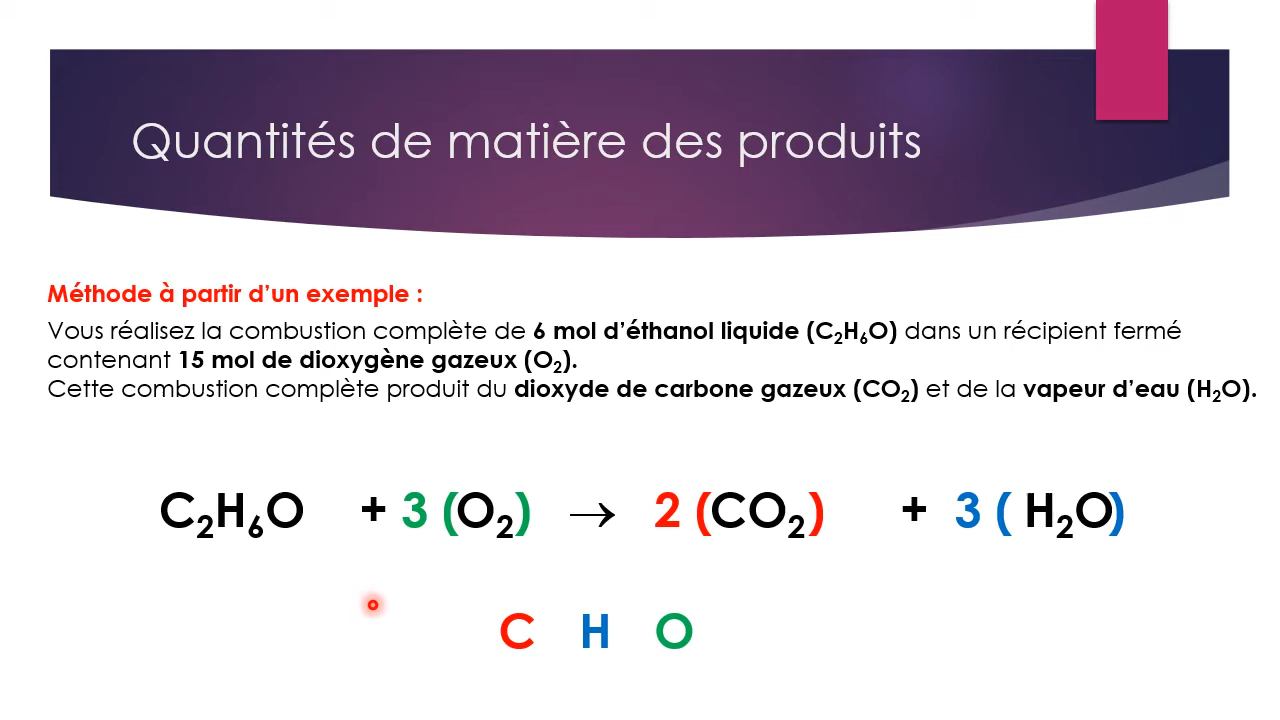 Quantités de matière des produits
Méthode à partir d’un exemple :
Vous réalisez la combustion complète de 6 mol d’éthanol liquide (C₂H₆O) dans un récipient fermé
contenant 15 mol de dioxygène gazeux (O₂).
Cette combustion complète produit du dioxyde de carbone gazeux (CO₂) et de la vapeur d’eau (H₂O).
C₂H₆O + 3 (O₂) → 2 (CO₂) + 3 ( H₂O)
C H O